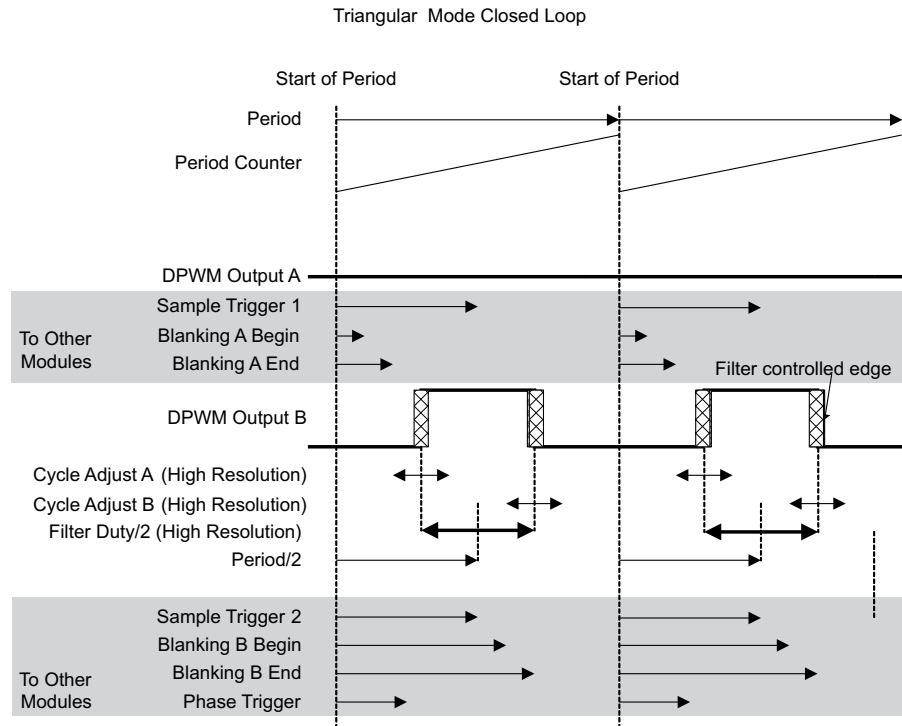 Triangular Mode Closed Loop
Start of Period
Start of Period
Period
Period Counter
DPWM Output A
To Other
Modules
Sample Trigger 1
Blanking A Begin
Blanking A End
Filter controlled edge
DPWM Output B
Cycle Adjust A (High Resolution)
Cycle Adjust B (High Resolution)
Filter Duty/2 (High Resolution)
Period/2
To Other
Modules
Sample Trigger 2
Blanking B Begin
Blanking B End
Phase Trigger